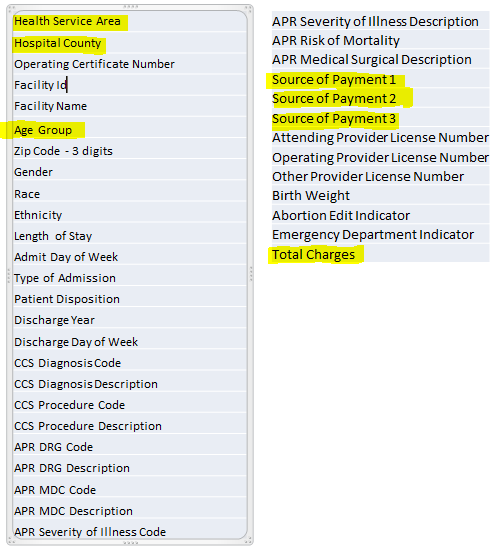 Health Service Area
Hospital County
Operating Certificate Number
Facility Id
Facility Name
Age Group
Zip Code - 3 digits
Gender
Race
Ethnicity
Length of Stay
Admit Day of Week
Type of Admission
Patient Disposition
Discharge Year
Discharge Day of Week
CCS Diagnosis Code
CCS Diagnosis Description
CCS Procedure Code
CCS Procedure Description
APR DRG Code
APR DRG Description
APR MDC Code
APR MDC Description
APR Severity of Illness Code
APR Severity of Illness Description
APR Risk of Mortality
APR Medical Surgical Description
Source of Payment 1
Source of Payment 2
Source of Payment 3
Attending Provider License Number
Operating Provider License Number
Other Provider License Number
Birth Weight
Abortion Edit Indicator
Emergency Department Indicator
Total Charges